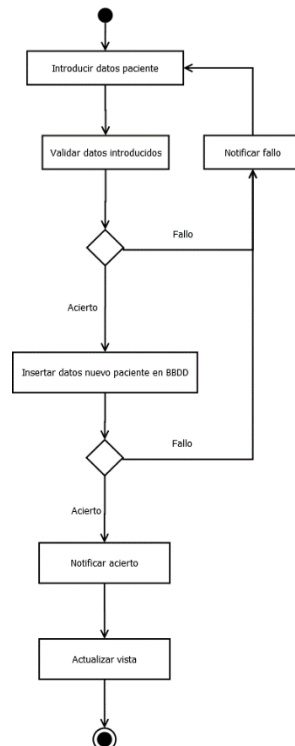 Introducir datos paciente
Validar datos introducidos
Notificar fallo
Fallo
Acierto
Insertar datos nuevo paciente en BBDD
Fallo
Acierto
Notificar acierto
Actualizar vista